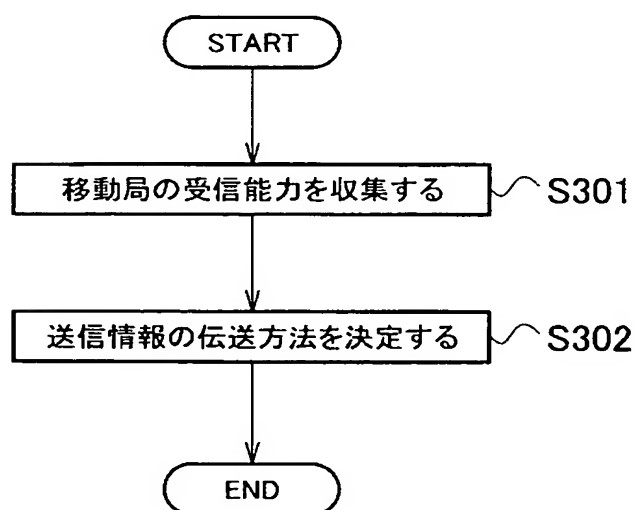 START
移動局の受信能力を収集する
S301
送信情報の伝送方法を決定する
S302
END